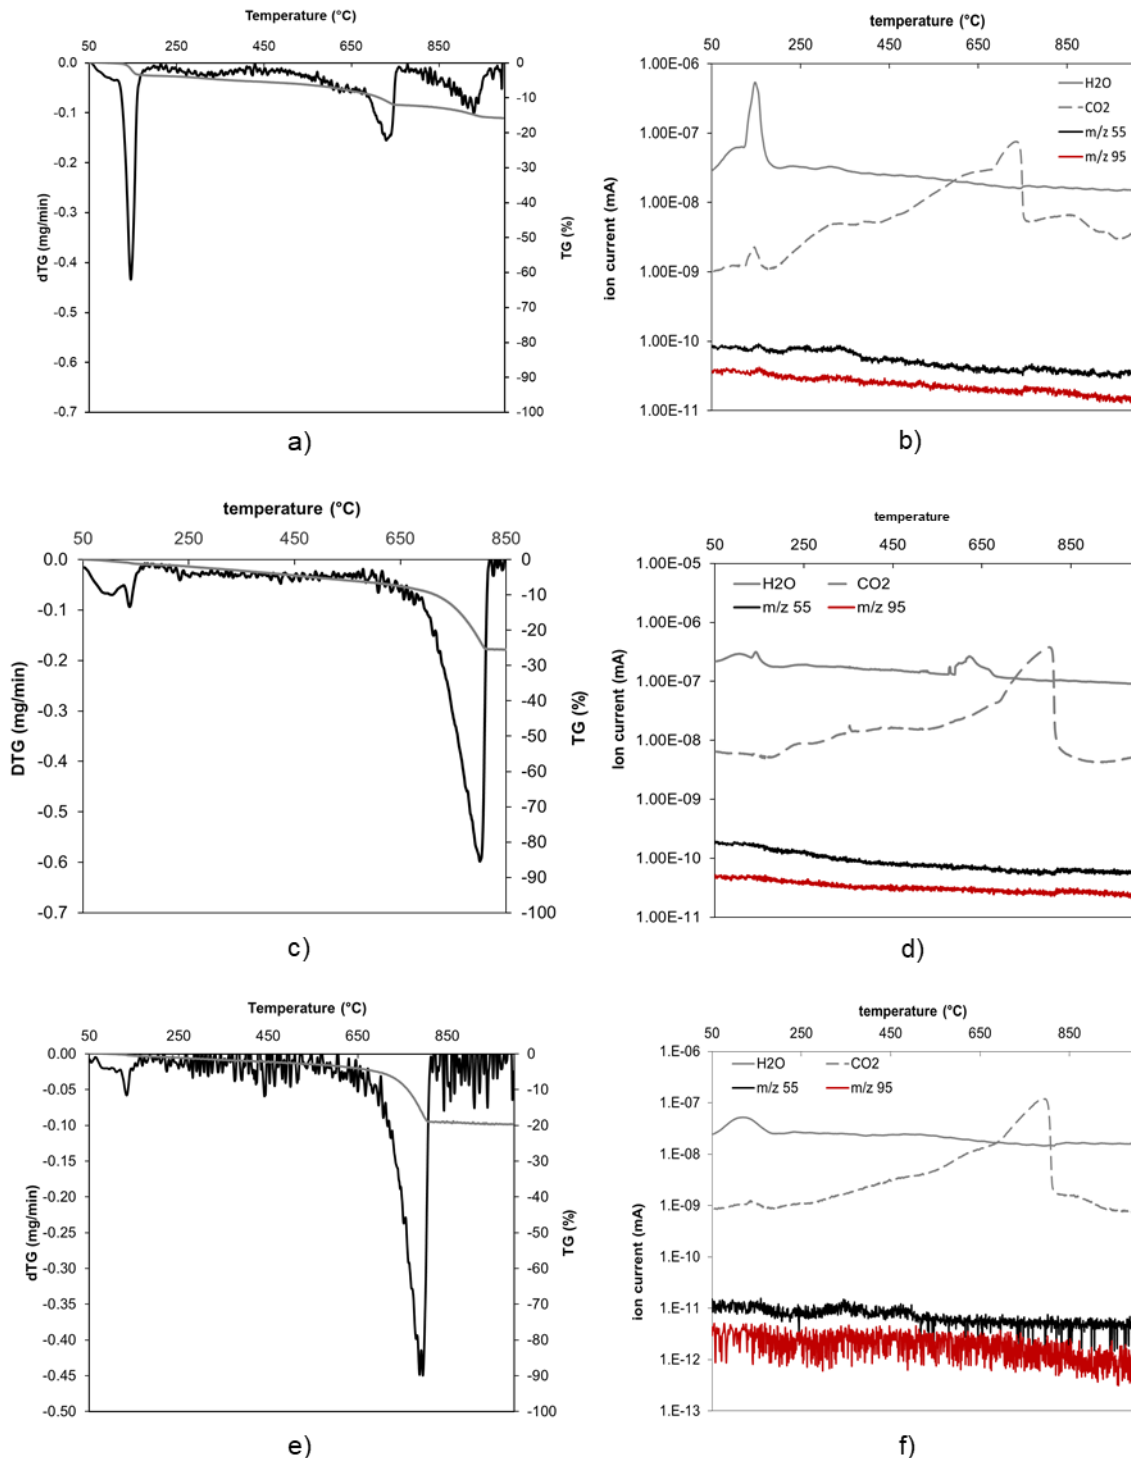 Temperature (°C)
50 250 450 650 850
0.0 0
-0.1 -10
-0.2 -20
-0.3 -30
-0.4 -40
-0.5 -50
-0.6 -60
-0.7 -70
-80
-90
-100
dTG (mg/min)
TG (%)
a)
temperature (°C)
50 250 450 650 850
1.00E-06
1.00E-07
1.00E-08
1.00E-09
1.00E-10
1.00E-11
ion current (mA)
H2O
CO2
m/z 55
m/z 95
b)
temperature (°C)
50 250 450 650 850
0.0 0
-0.1 -10
-0.2 -20
-0.3 -30
-0.4 -40
-0.5 -50
-0.6 -60
-0.7 -70
-80
-90
-100
DTG (mg/min)
TG (%)
c)
temperature
50 250 450 650 850
1.00E-05
1.00E-06
1.00E-07
1.00E-08
1.00E-09
1.00E-10
1.00E-11
Ion current (mA)
H2O CO2
m/z 55 m/z 95
d)
Temperature (°C)
50 250 450 650 850
0.00 0
-0.05 -10
-0.10 -20
-0.15 -30
-0.20 -40
-0.25 -50
-0.30 -60
-0.35 -70
-0.40 -80
-0.45 -90
-0.50 -100
dTG (mg/min)
TG (%)
e)
temperature (°C)
50 250 450 650 850
1.E-06
1.E-07
1.E-08
1.E-09
1.E-10
1.E-11
1.E-12
1.E-13
ion current (mA)
H2O CO2
m/z 55 m/z 95
f)